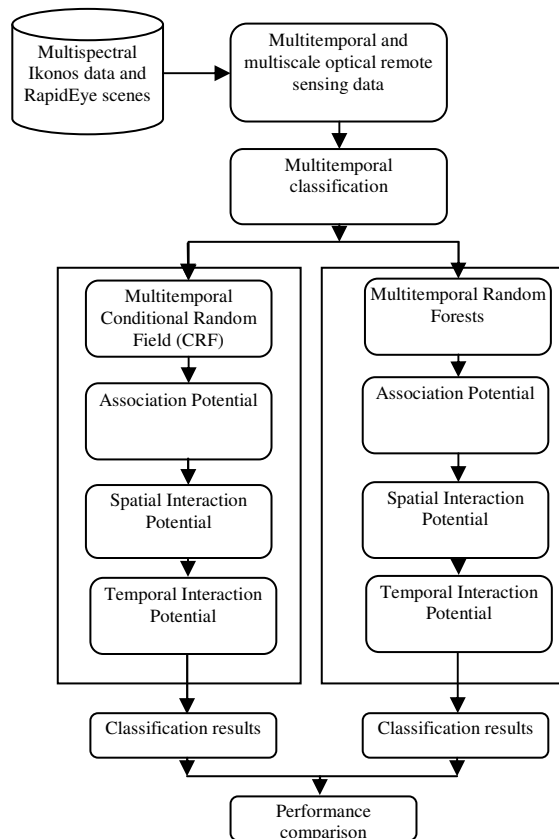 Multispectral
Ikonos data and
RapidEye scenes
Multitemporal and
multiscale optical remote
sensing data
Multitemporal
classification
Multitemporal
Conditional Random
Field (CRF)
Association Potential
Spatial Interaction
Potential
Temporal Interaction
Potential
Classification results
Multitemporal Random
Forests
Association Potential
Spatial Interaction
Potential
Temporal Interaction
Potential
Classification results
Performance
comparison